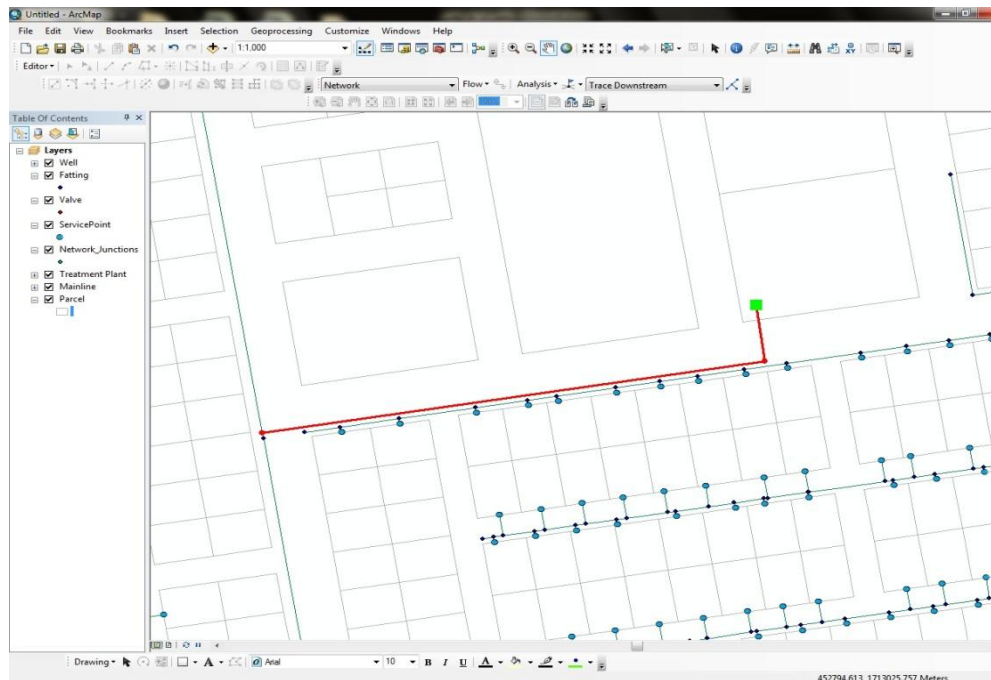 Untitled - ArcMap
File Edit View Bookmarks Insert Selection Geoprocessing Customize Windows Help
1:1,000
Editor
Network Flow Analysis Trace Downstream
Table Of Contents
Layers
Well
Fatting
Valve
ServicePoint
Network_Junctions
Treatment Plant
Mainline
Parcel
Drawing A Arial 10 B I U A
452794.613 1713025.757 Meters